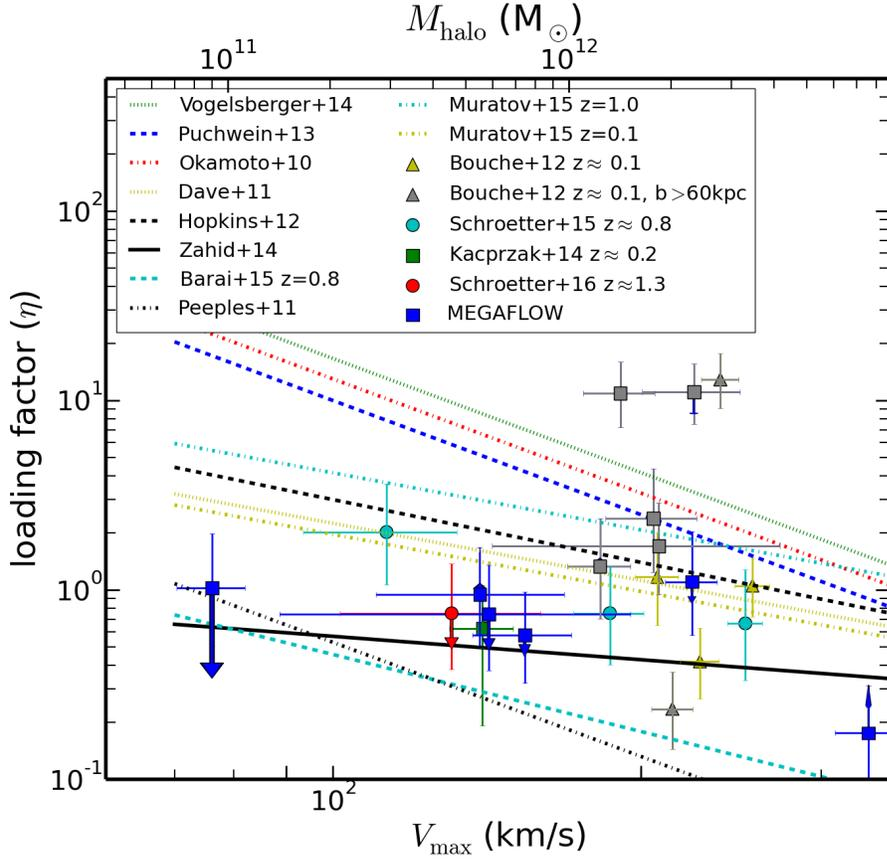 M_halo (M_⊙)
10^11 10^12
Vogelsberger+14
Puchwein+13
Okamoto+10
Dave+11
Hopkins+12
Zahid+14
Barai+15 z=0.8
Peeples+11
Muratov+15 z=1.0
Muratov+15 z=0.1
Bouche+12 z≈ 0.1
Bouche+12 z≈ 0.1, b>60kpc
Schroetter+15 z≈ 0.8
Kacprzak+14 z≈ 0.2
Schroetter+16 z≈1.3
MEGAFLOW
loading factor (η)
10^2
10^1
10^0
10^-1
10^2
V_max (km/s)